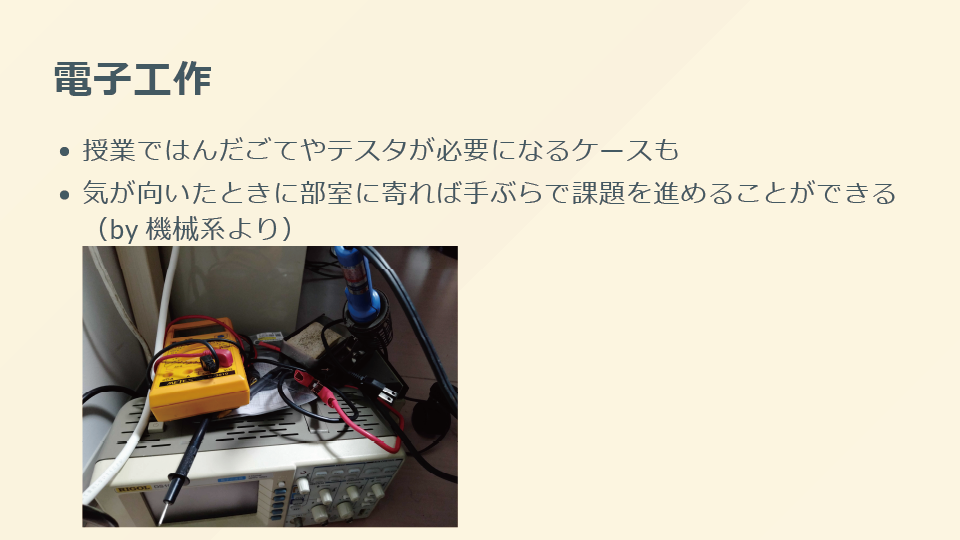 電子工作
• 授業ではんだごてやテスタが必要になるケースも
• 気が向いたときに部室に寄れば手ぶらで課題を進めることができる
（by 機械系より）
RIGOL